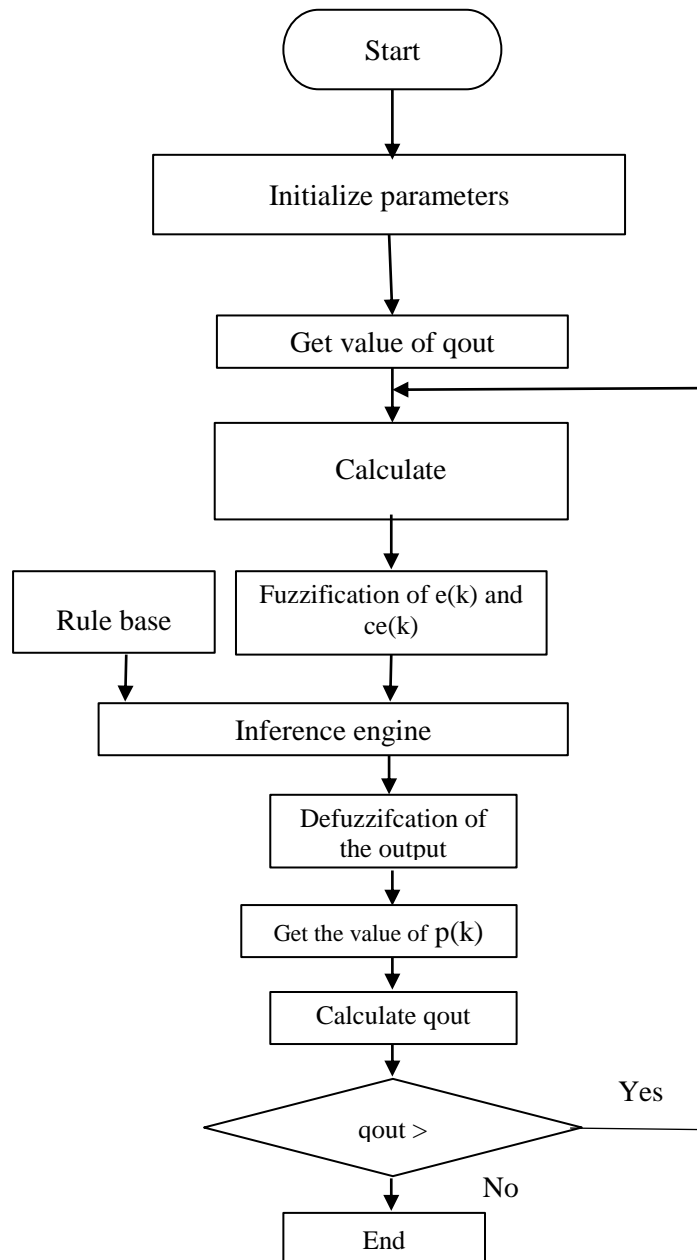 Start
Initialize parameters
Get value of qout
Calculate
Rule base
Fuzzification of e(k) and
ce(k)
Inference engine
Defuzzifcation of
the output
Get the value of p(k)
Calculate qout
Yes
qout >
No
End